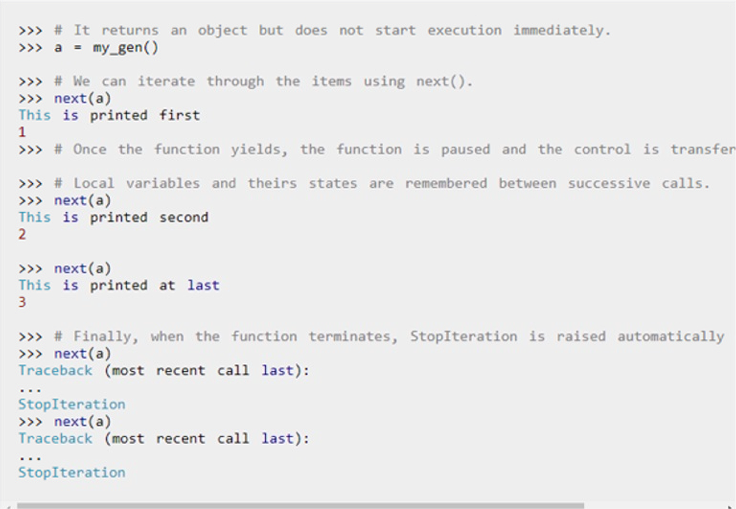 >>> # It returns an object but does not start execution immediately.
>>> a = my_gen()
>>> # We can iterate through the items using next().
>>> next(a)
This is printed first
1
>>> # Once the function yields, the function is paused and the control is transfer
>>> # Local variables and theirs states are remembered between successive calls.
>>> next(a)
This is printed second
2
>>> next(a)
This is printed at last
3
>>> # Finally, when the function terminates, StopIteration is raised automatically
>>> next(a)
Traceback (most recent call last):
...
StopIteration
>>> next(a)
Traceback (most recent call last):
...
StopIteration